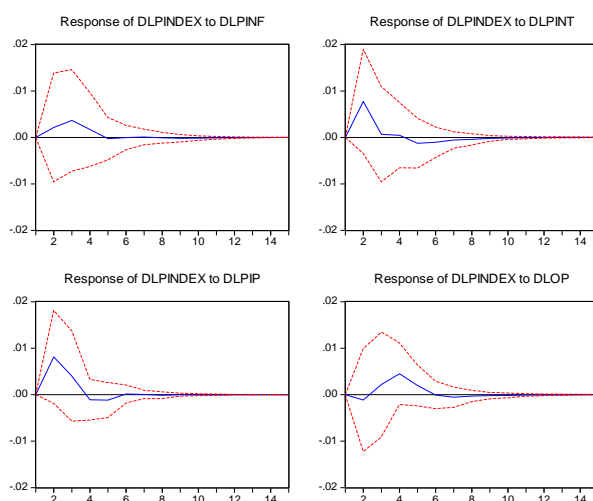 Response of DLPINDEX to DLPINF
.02
.01
.00
-.01
-.02
2 4 6 8 10 12 14
Response of DLPINDEX to DLPINT
.02
.01
.00
-.01
-.02
2 4 6 8 10 12 14
Response of DLPINDEX to DLPIP
.02
.01
.00
-.01
-.02
2 4 6 8 10 12 14
Response of DLPINDEX to DLOP
.02
.01
.00
-.01
-.02
2 4 6 8 10 12 14